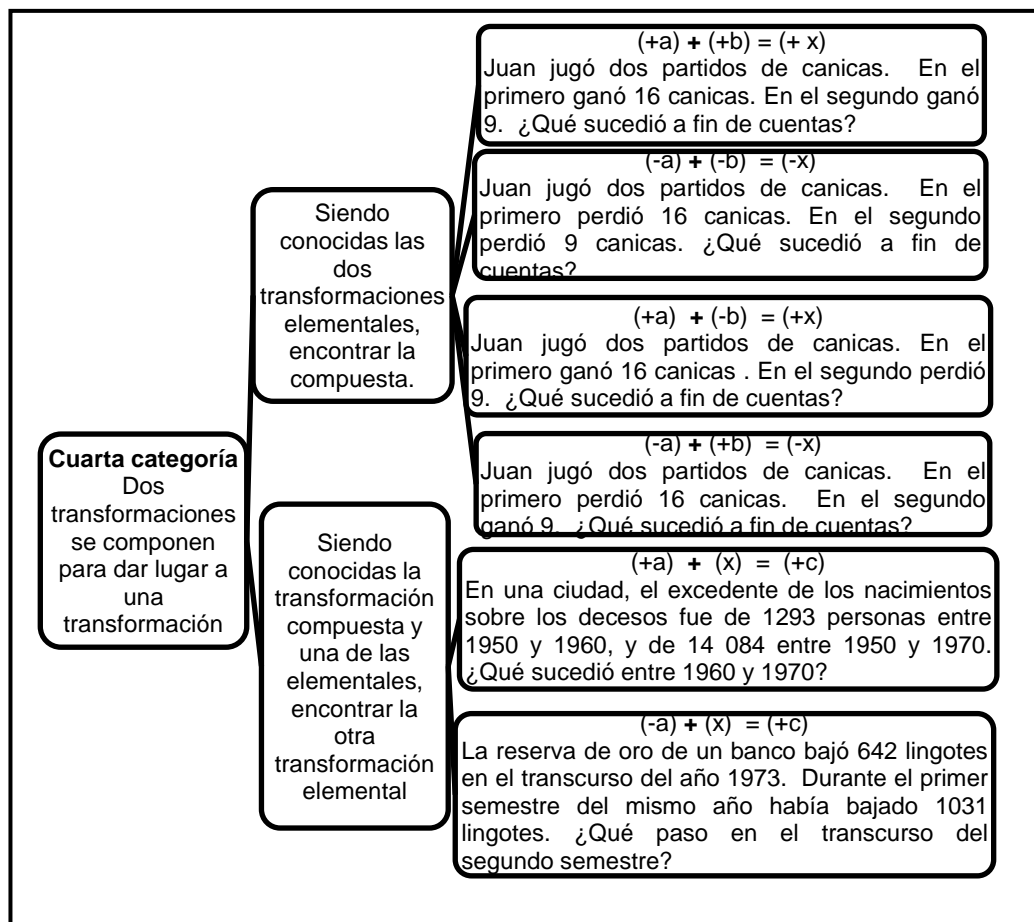 Cuarta categoría
Dos
transformaciones
se componen
para dar lugar a
una
transformación
Siendo
conocidas las
dos
transformaciones
elementales,
encontrar la
compuesta.
(+a) + (+b) = (+ x)
Juan jugó dos partidos de canicas. En el
primero ganó 16 canicas. En el segundo ganó
9. ¿Qué sucedió a fin de cuentas?
(-a) + (-b) = (-x)
Juan jugó dos partidos de canicas. En el
primero perdió 16 canicas. En el segundo
perdió 9 canicas. ¿Qué sucedió a fin de
cuentas?
(+a) + (-b) = (+x)
Juan jugó dos partidos de canicas. En el
primero ganó 16 canicas . En el segundo perdió
9. ¿Qué sucedió a fin de cuentas?
(-a) + (+b) = (-x)
Juan jugó dos partidos de canicas. En el
primero perdió 16 canicas. En el segundo
ganó 9. ¿Qué sucedió a fin de cuentas?
Siendo
conocidas la
transformación
compuesta y
una de las
elementales,
encontrar la
otra
transformación
elemental
(+a) + (x) = (+c)
En una ciudad, el excedente de los nacimientos
sobre los decesos fue de 1293 personas entre
1950 y 1960, y de 14 084 entre 1950 y 1970.
¿Qué sucedió entre 1960 y 1970?
(-a) + (x) = (+c)
La reserva de oro de un banco bajó 642 lingotes
en el transcurso del año 1973. Durante el primer
semestre del mismo año había bajado 1031
lingotes. ¿Qué paso en el transcurso del
segundo semestre?